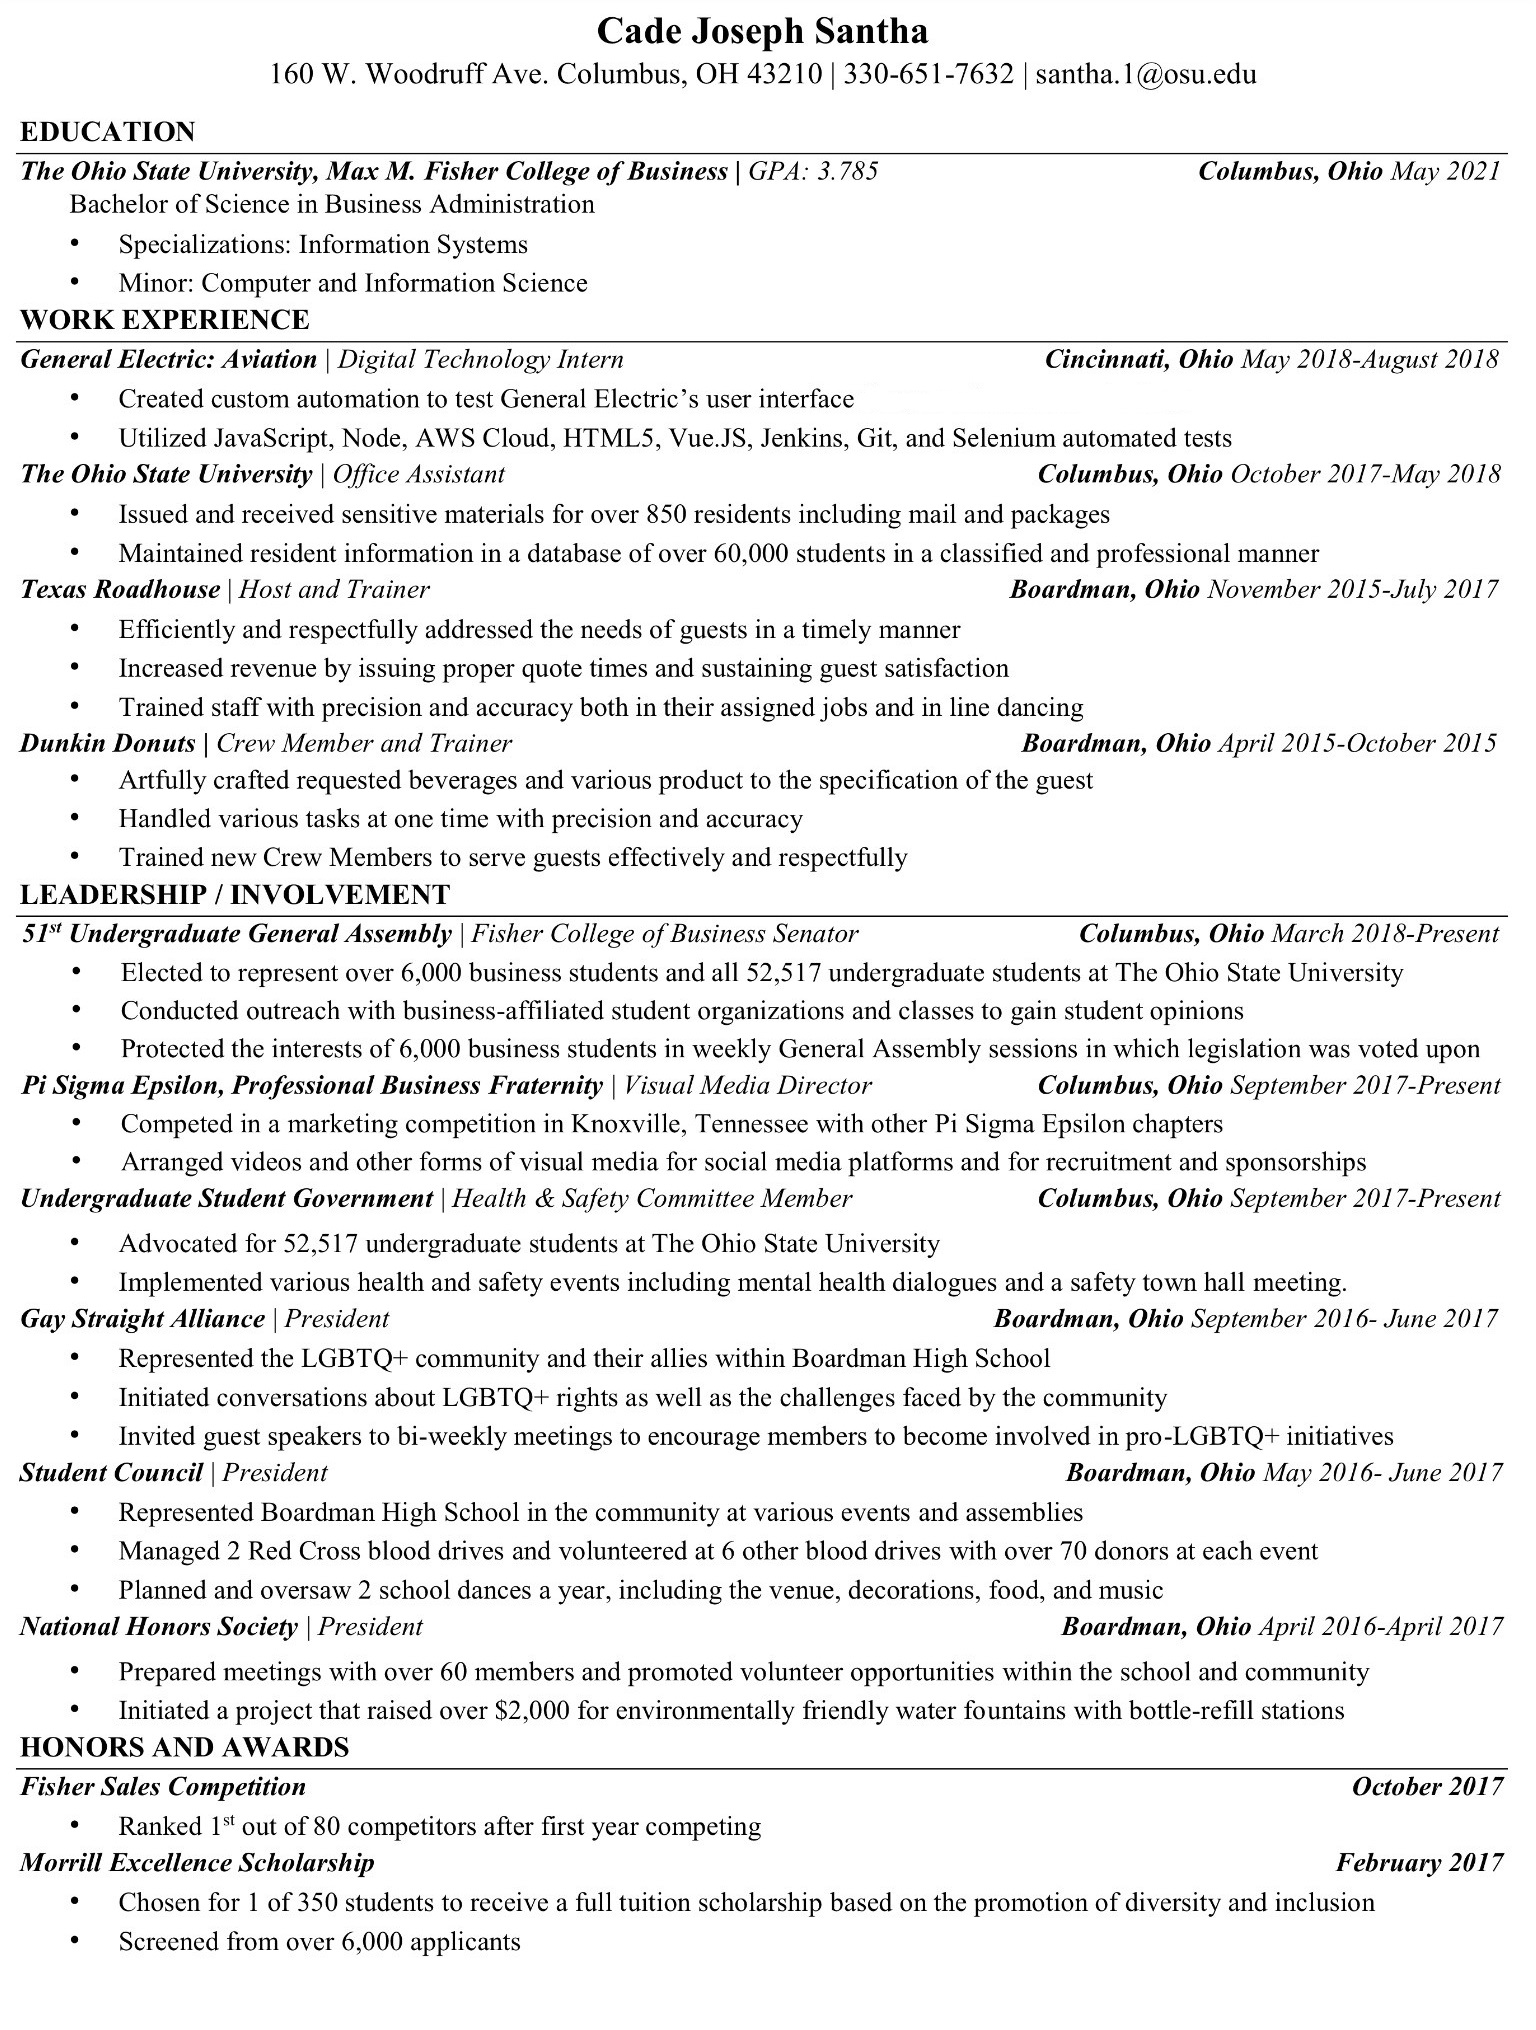 Cade Joseph Santha
160 W. Woodruff Ave. Columbus, OH 43210 | 330-651-7632 | santha.1@osu.edu
EDUCATION
The Ohio State University, Max M. Fisher College of Business | GPA: 3.785 Columbus, Ohio May 2021
Bachelor of Science in Business Administration
• Specializations: Information Systems
• Minor: Computer and Information Science
WORK EXPERIENCE
General Electric: Aviation | Digital Technology Intern Cincinnati, Ohio May 2018-August 2018
• Created custom automation to test General Electric’s user interface
• Utilized JavaScript, Node, AWS Cloud, HTML5, Vue.JS, Jenkins, Git, and Selenium automated tests
The Ohio State University | Office Assistant Columbus, Ohio October 2017-May 2018
• Issued and received sensitive materials for over 850 residents including mail and packages
• Maintained resident information in a database of over 60,000 students in a classified and professional manner
Texas Roadhouse | Host and Trainer Boardman, Ohio November 2015-July 2017
• Efficiently and respectfully addressed the needs of guests in a timely manner
• Increased revenue by issuing proper quote times and sustaining guest satisfaction
• Trained staff with precision and accuracy both in their assigned jobs and in line dancing
Dunkin Donuts | Crew Member and Trainer Boardman, Ohio April 2015-October 2015
• Artfully crafted requested beverages and various product to the specification of the guest
• Handled various tasks at one time with precision and accuracy
• Trained new Crew Members to serve guests effectively and respectfully
LEADERSHIP / INVOLVEMENT
51st Undergraduate General Assembly | Fisher College of Business Senator Columbus, Ohio March 2018-Present
• Elected to represent over 6,000 business students and all 52,517 undergraduate students at The Ohio State University
• Conducted outreach with business-affiliated student organizations and classes to gain student opinions
• Protected the interests of 6,000 business students in weekly General Assembly sessions in which legislation was voted upon
Pi Sigma Epsilon, Professional Business Fraternity | Visual Media Director Columbus, Ohio September 2017-Present
• Competed in a marketing competition in Knoxville, Tennessee with other Pi Sigma Epsilon chapters
• Arranged videos and other forms of visual media for social media platforms and for recruitment and sponsorships
Undergraduate Student Government | Health & Safety Committee Member Columbus, Ohio September 2017-Present
• Advocated for 52,517 undergraduate students at The Ohio State University
• Implemented various health and safety events including mental health dialogues and a safety town hall meeting.
Gay Straight Alliance | President Boardman, Ohio September 2016- June 2017
• Represented the LGBTQ+ community and their allies within Boardman High School
• Initiated conversations about LGBTQ+ rights as well as the challenges faced by the community
• Invited guest speakers to bi-weekly meetings to encourage members to become involved in pro-LGBTQ+ initiatives
Student Council | President Boardman, Ohio May 2016- June 2017
• Represented Boardman High School in the community at various events and assemblies
• Managed 2 Red Cross blood drives and volunteered at 6 other blood drives with over 70 donors at each event
• Planned and oversaw 2 school dances a year, including the venue, decorations, food, and music
National Honors Society | President Boardman, Ohio April 2016-April 2017
• Prepared meetings with over 60 members and promoted volunteer opportunities within the school and community
• Initiated a project that raised over $2,000 for environmentally friendly water fountains with bottle-refill stations
HONORS AND AWARDS
Fisher Sales Competition October 2017
• Ranked 1st out of 80 competitors after first year competing
Morrill Excellence Scholarship February 2017
• Chosen for 1 of 350 students to receive a full tuition scholarship based on the promotion of diversity and inclusion
• Screened from over 6,000 applicants